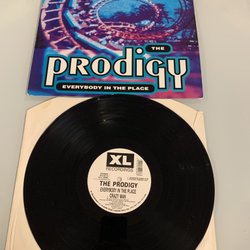 THE
PRODIGY
EVERYBODY IN THE PLACE
XL
RECORDINGS
THE PRODIGY
EVERYBODY IN THE PLACE
CRAZY MAN